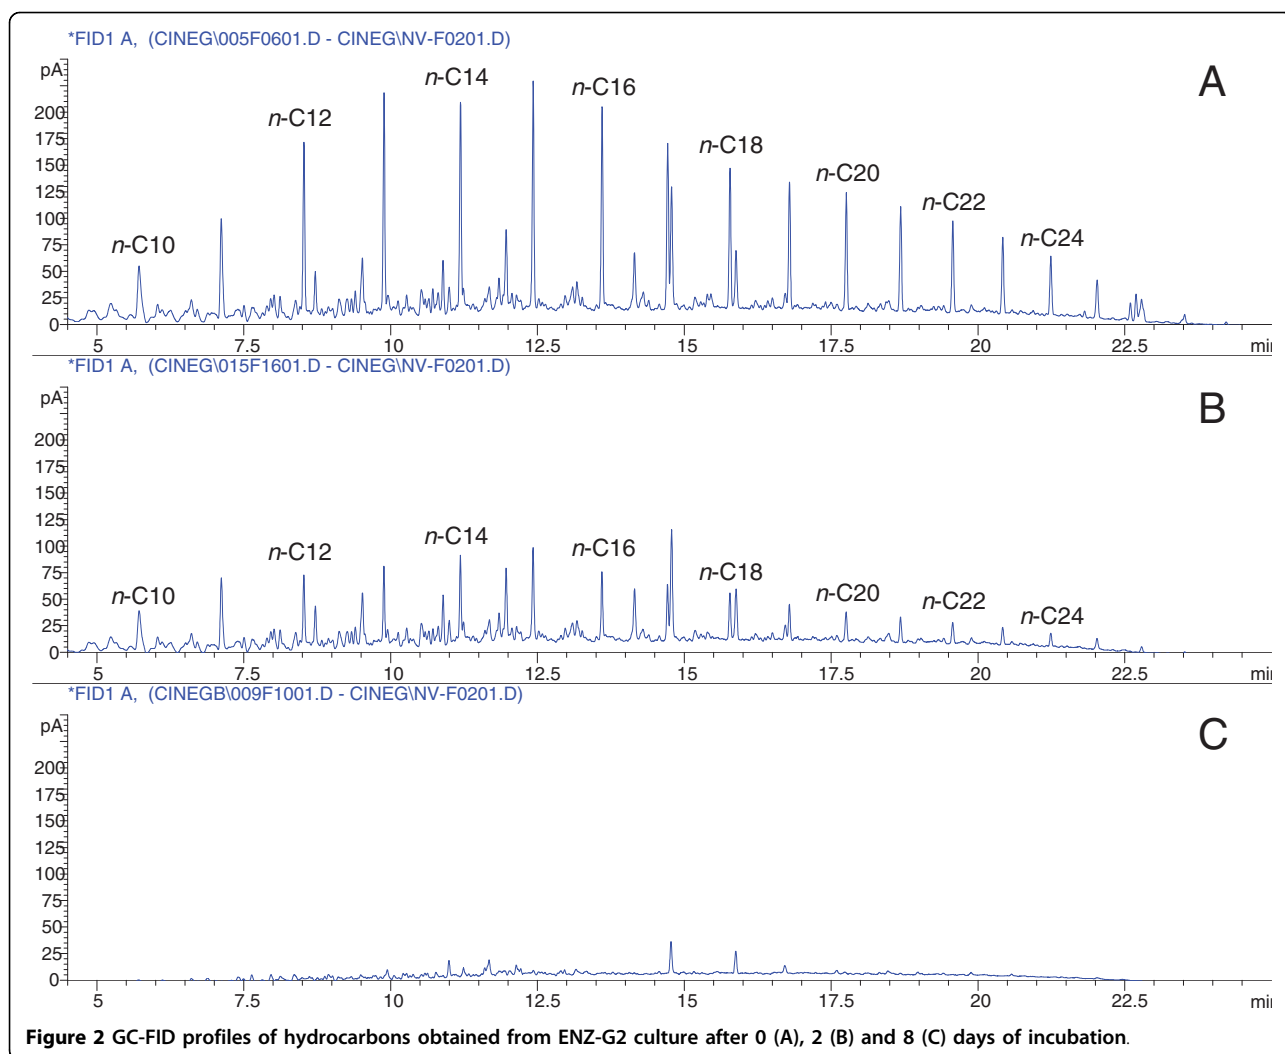 *FID1 A, (CINEG\005F0601.D - CINEG\NV-F0201.D)
pA
A
n-C10
n-C12
n-C14
n-C16
n-C18
n-C20
n-C22
n-C24
200
175
150
125
100
75
50
25
0
5 7.5 10 12.5 15 17.5 20 22.5 min
*FID1 A, (CINEG\015F1601.D - CINEG\NV-F0201.D)
pA
B
n-C10
n-C12
n-C14
n-C16
n-C18
n-C20
n-C22
n-C24
200
175
150
125
100
75
50
25
0
5 7.5 10 12.5 15 17.5 20 22.5 min
*FID1 A, (CINEGB\009F1001.D - CINEG\NV-F0201.D)
pA
C
200
175
150
125
100
75
50
25
0
5 7.5 10 12.5 15 17.5 20 22.5 min
Figure 2 GC-FID profiles of hydrocarbons obtained from ENZ-G2 culture after 0 (A), 2 (B) and 8 (C) days of incubation.